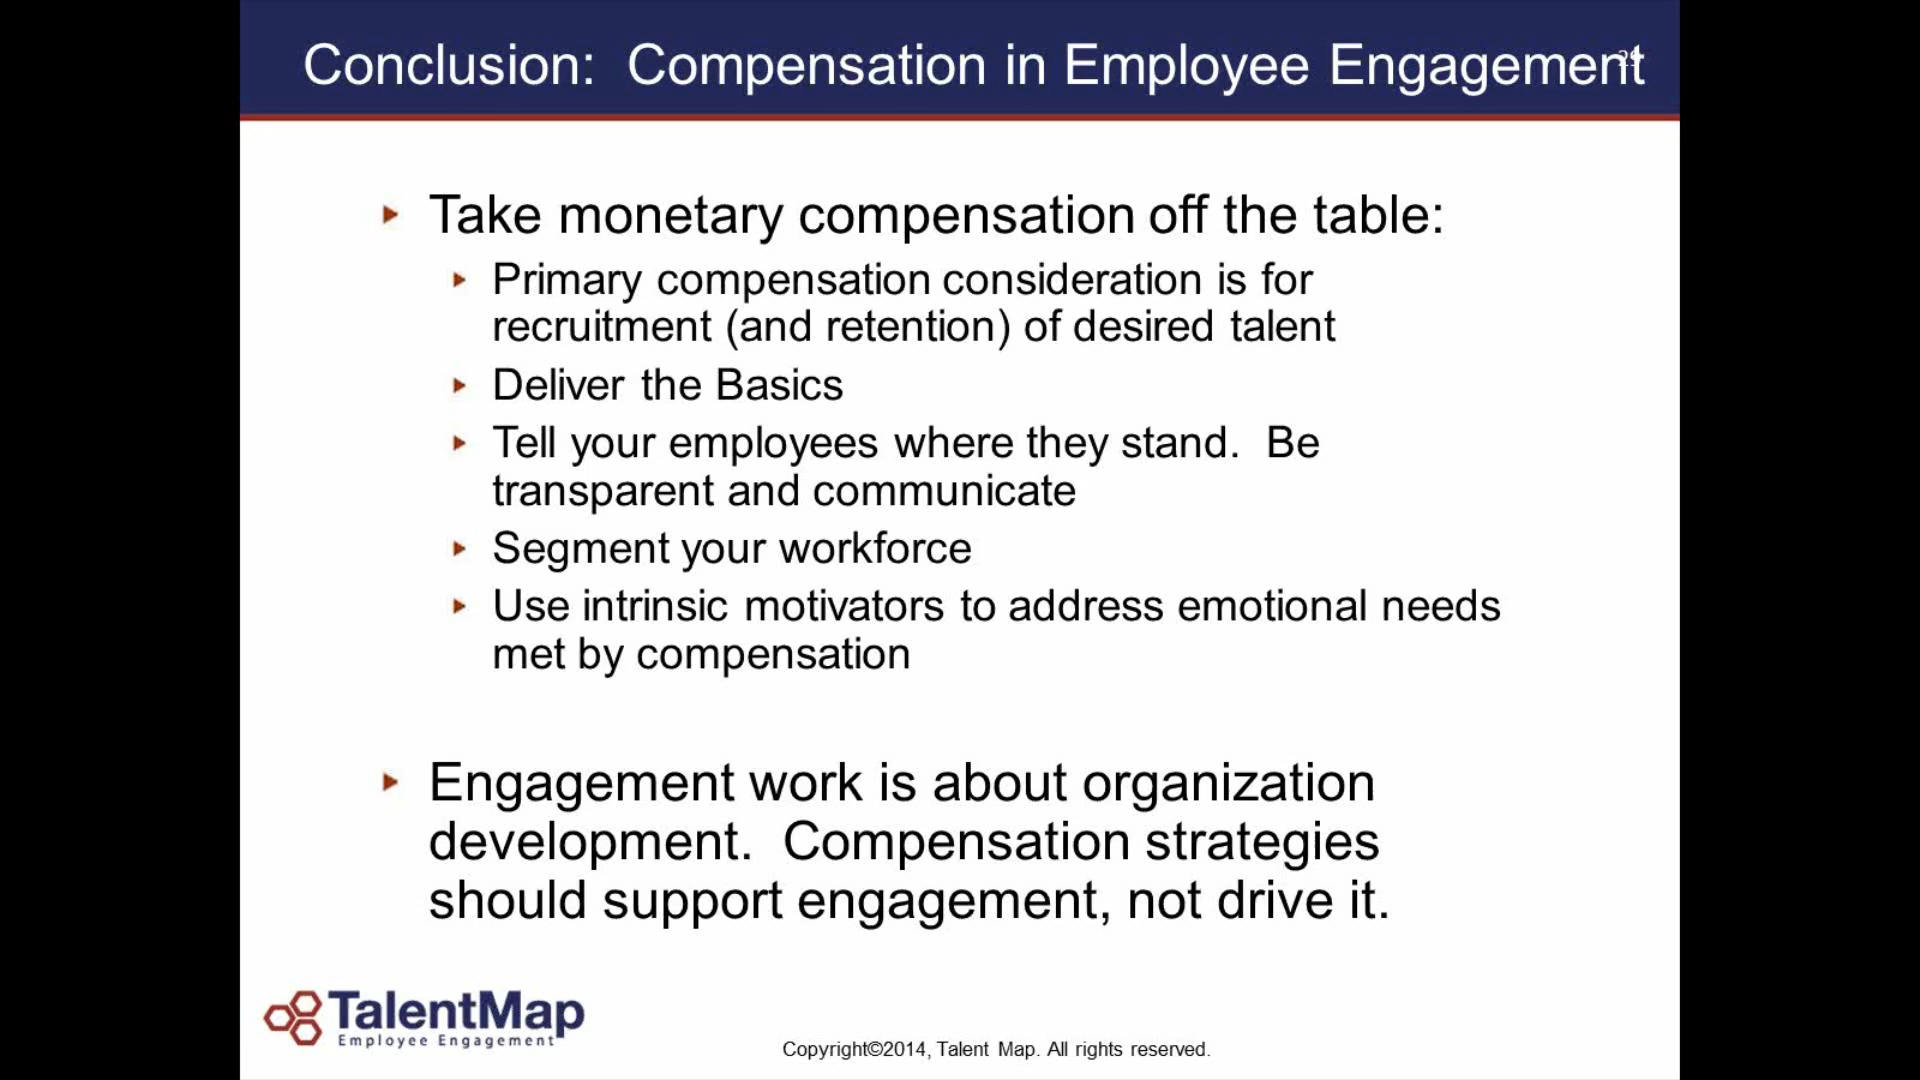 Conclusion:  Compensation in Employee Engagement
Take monetary compensation off the table:
Primary compensation consideration is for
recruitment (and retention) of desired talent
Deliver the Basics
Tell your employees where they stand.  Be
transparent and communicate
Segment your workforce
Use intrinsic motivators to address emotional needs
met by compensation
Engagement work is about organization
development.  Compensation strategies
should support engagement, not drive it.
TalentMap
Employee Engagement
Copyright©2014, Talent Map. All rights reserved.